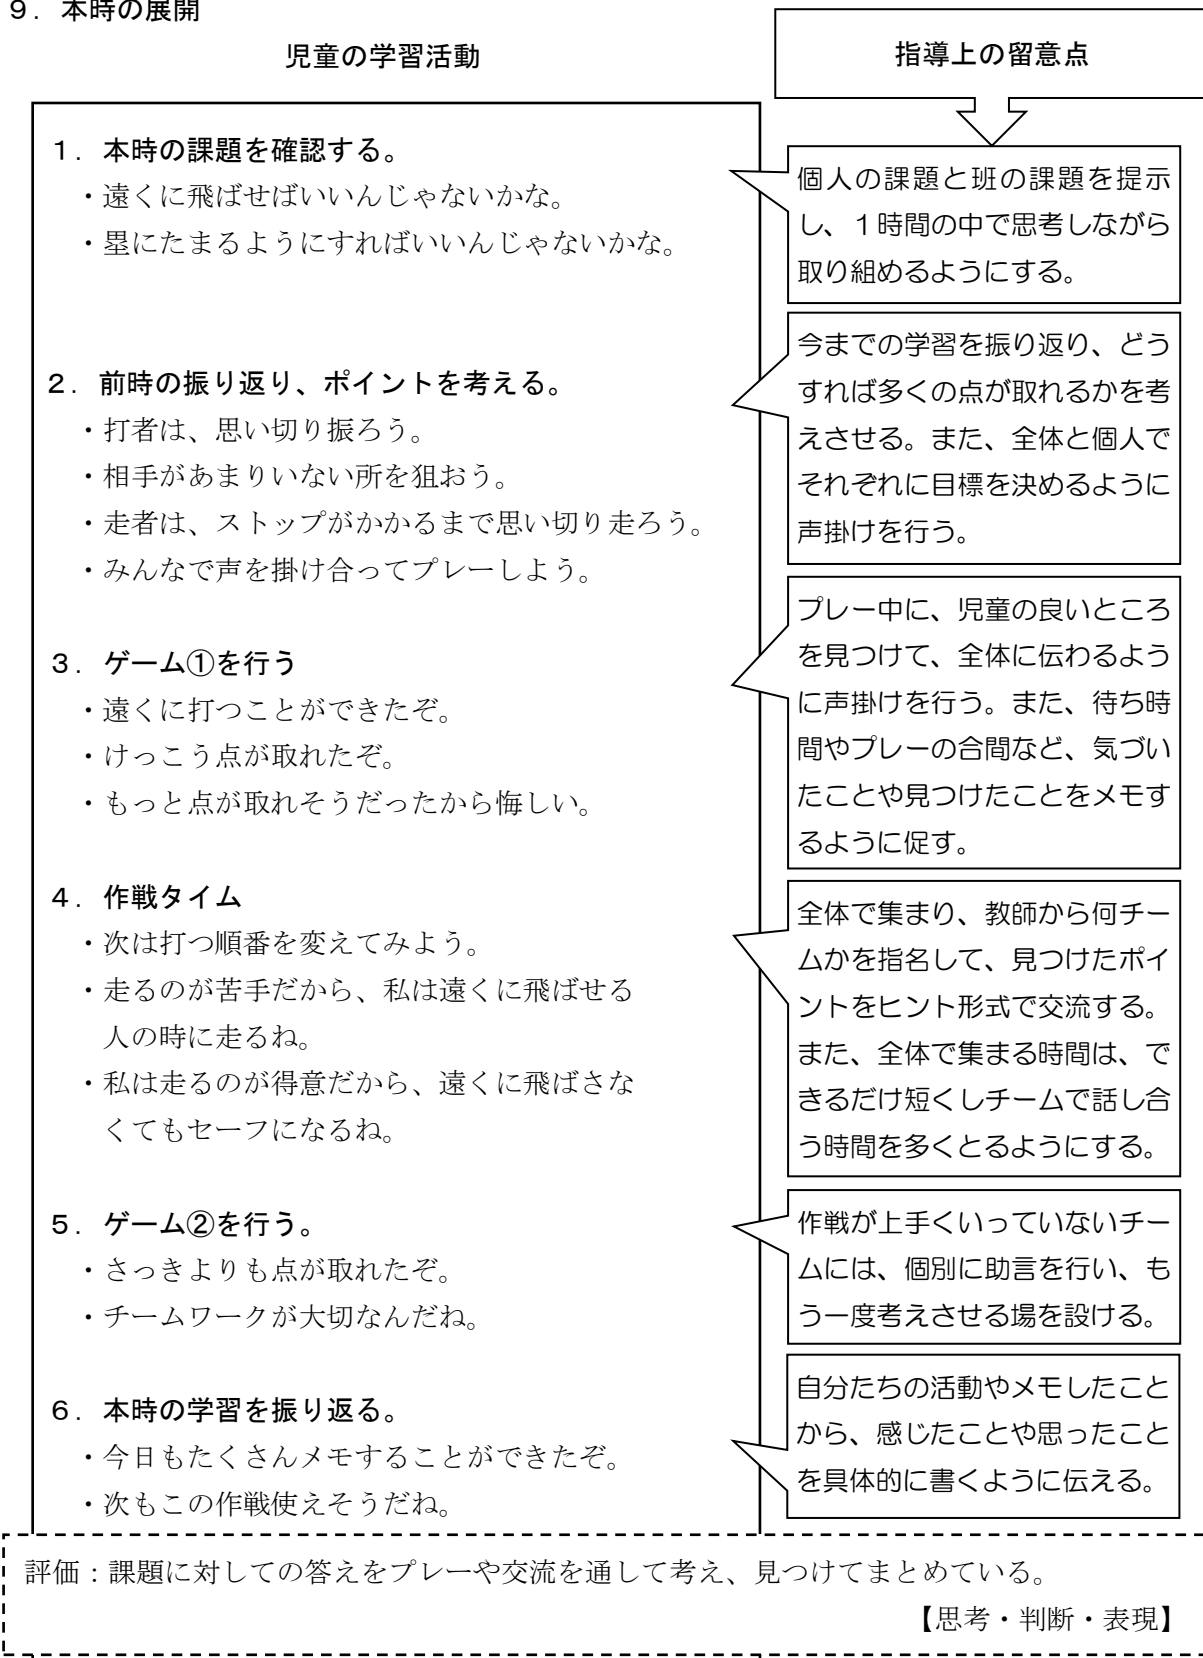 ９．本時の展開
児童の学習活動
指導上の留意点
１．本時の課題を確認する。
・遠くに飛ばせばいいんじゃないかな。
・塁にたまるようにすればいいんじゃないかな。
個人の課題と班の課題を提示
し、１時間の中で思考しながら
取り組めるようにする。
２．前時の振り返り、ポイントを考える。
・打者は、思い切り振ろう。
・相手があまりいない所を狙おう。
・走者は、ストップがかかるまで思い切り走ろう。
・みんなで声を掛け合ってプレーしよう。
今までの学習を振り返り、どう
すれば多くの点が取れるかを考
えさせる。また、全体と個人で
それぞれに目標を決めるように
声掛けを行う。
３．ゲーム①を行う
・遠くに打つことができたぞ。
・けっこう点が取れたぞ。
・もっと点が取れそうだったから悔しい。
プレー中に、児童の良いところ
を見つけて、全体に伝わるよう
に声掛けを行う。また、待ち時
間やプレーの合間など、気づい
たことや見つけたことをメモす
るように促す。
４．作戦タイム
・次は打つ順番を変えてみよう。
・走るのが苦手だから、私は遠くに飛ばせる
人の時に走るね。
・私は走るのが得意だから、遠くに飛ばさな
くてもセーフになるね。
全体で集まり、教師から何チー
ムかを指名して、見つけたポイ
ントをヒント形式で交流する。
また、全体で集まる時間は、で
きるだけ短くしチームで話し合
う時間を多くとるようにする。
５．ゲーム②を行う。
・さっきよりも点が取れたぞ。
・チームワークが大切なんだね。
作戦が上手くいっていないチー
ムには、個別に助言を行い、も
う一度考えさせる場を設ける。
６．本時の学習を振り返る。
・今日もたくさんメモすることができたぞ。
・次もこの作戦使えそうだね。
自分たちの活動やメモしたこと
から、感じたことや思ったこと
を具体的に書くように伝える。
評価：課題に対しての答えをプレーや交流を通して考え、見つけてまとめている。
【思考・判断・表現】